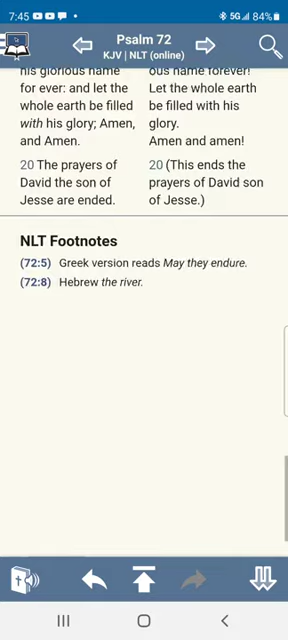 7:45
5G 84%
Psalm 72
KJV | NLT (online)
his glorious name
for ever: and let the
whole earth be filled
with his glory; Amen,
and Amen.
20 The prayers of
David the son of
Jesse are ended.
ous name forever!
Let the whole earth
be filled with his
glory.
Amen and amen!
20 (This ends the
prayers of David son
of Jesse.)
NLT Footnotes
(72:5) Greek version reads May they endure.
(72:8) Hebrew the river.